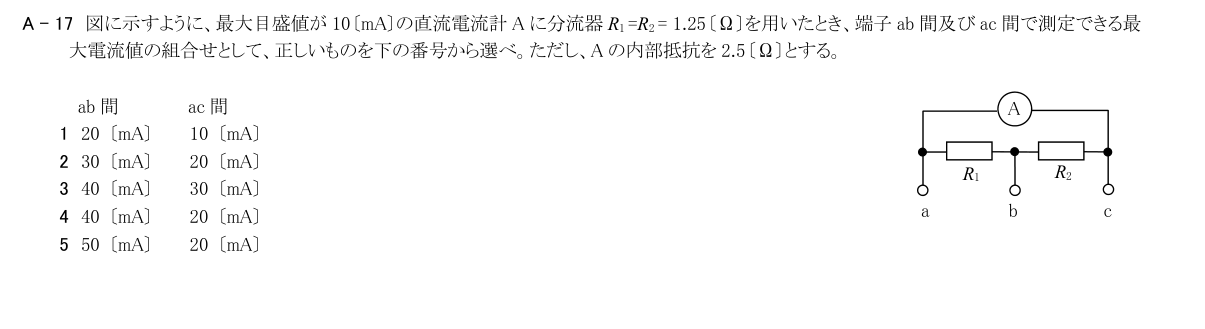 A - 17 図に示すように、最大目盛値が 10〔mA〕の直流電流計 A に分流器 R1 =R2 = 1.25〔Ω〕を用いたとき、端子 ab 間及び ac 間で測定できる最
大電流値の組合せとして、正しいものを下の番号から選べ。ただし、A の内部抵抗を 2.5〔Ω〕とする。
ab 間 ac 間
1 20 〔mA〕 10 〔mA〕
2 30 〔mA〕 20 〔mA〕
3 40 〔mA〕 30 〔mA〕
4 40 〔mA〕 20 〔mA〕
5 50 〔mA〕 20 〔mA〕
A
R1 R2
a b c